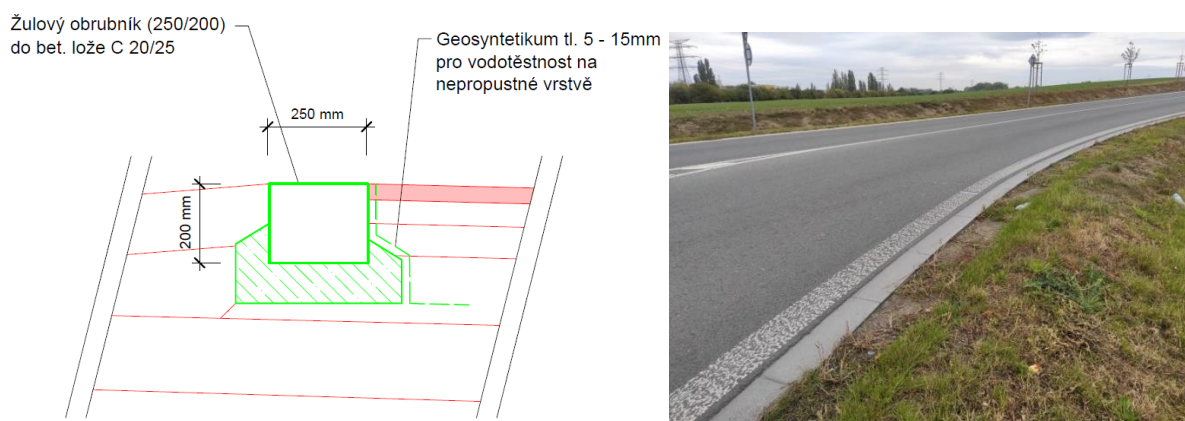 Žulový obrubník (250/200)
do bet. lože C 20/25
Geosyntetikum tl. 5 - 15mm
pro vodotěstnost na
nepropustné vrstvě
250 mm
200 mm